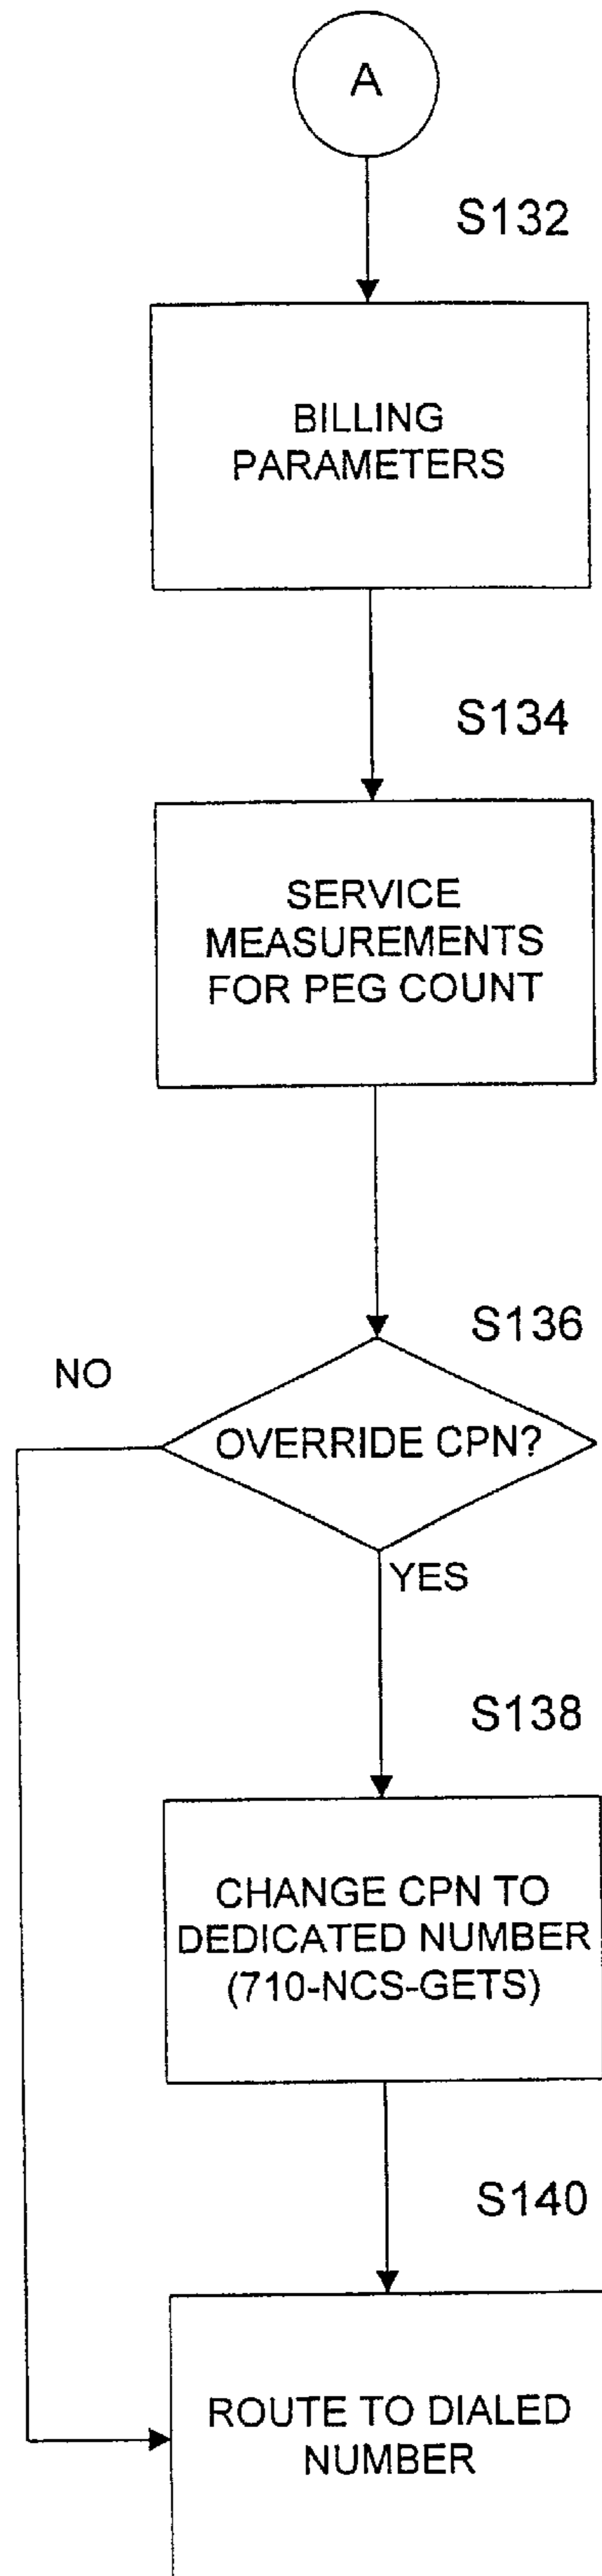 A
S132
BILLING
PARAMETERS
S134
SERVICE
MEASUREMENTS
FOR PEG COUNT
S136
NO
OVERRIDE CPN?
YES
S138
CHANGE CPN TO
DEDICATED NUMBER
(710-NCS-GETS)
S140
ROUTE TO DIALED
NUMBER